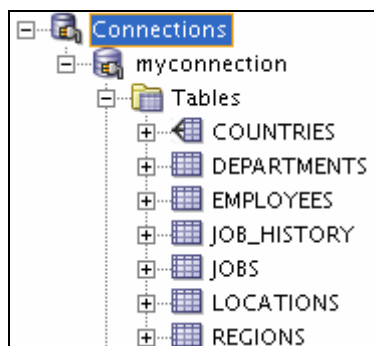 Connections
myconnection
Tables
COUNTRIES
DEPARTMENTS
EMPLOYEES
JOB_HISTORY
JOBS
LOCATIONS
REGIONS